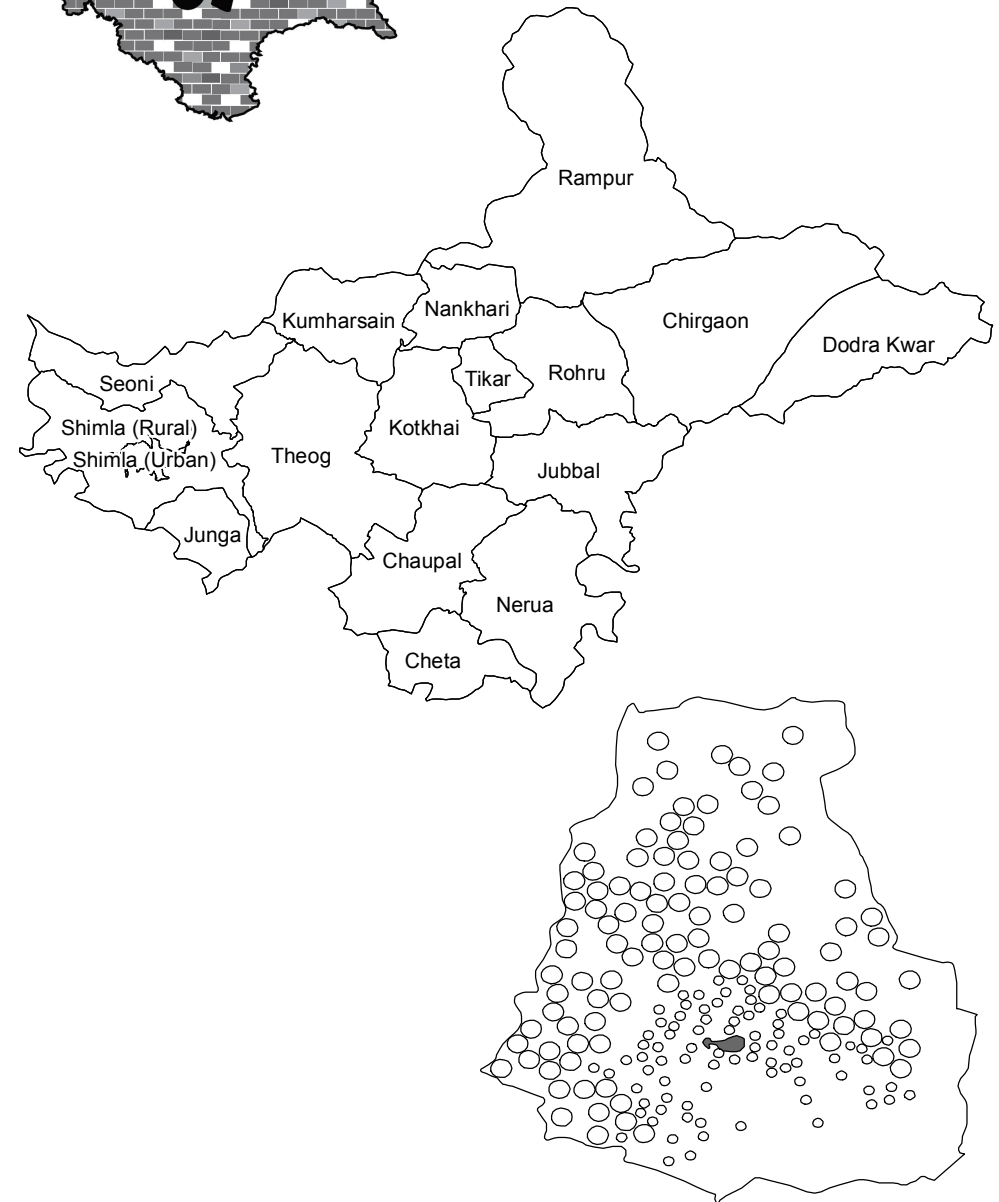 Rampur
Nankhari
Kumharsain
Chirgaon
Dodra Kwar
Rohru
Tikar
Seoni
Kotkhai
Shimla (Rural)
Theog
Shimla (Urban)
Jubbal
Junga
Chaupal
Nerua
Cheta